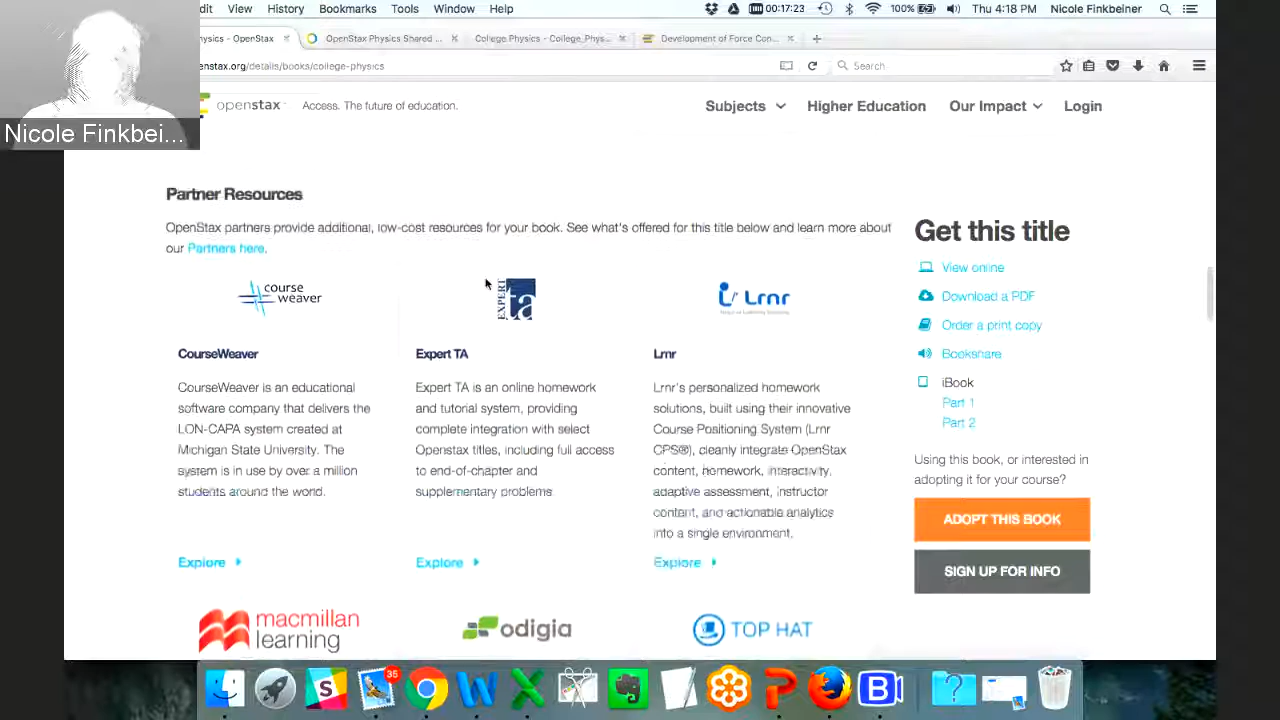 dit View History Bookmarks Tools Window Help 00:17:23 100% Thu 4:18 PM Nicole Finkbeiner
hysics - OpenStax × OpenStax Physics Shared ... × College Physics - College_Phys... × Development of Force Con... × +
enstax.org/details/books/college-physics Search
Nicole Finkbei...
openstax Access. The future of education. Subjects Higher Education Our Impact Login
Partner Resources
OpenStax partners provide additional, low-cost resources for your book. See what's offered for this title below and learn more about
our Partners here.
course
weaver
EXPERT
ta
Lrnr
CourseWeaver
CourseWeaver is an educational
software company that delivers the
LON-CAPA system created at
Michigan State University. The
system is in use by over a million
students around the world.
Explore
Expert TA
Expert TA is an online homework
and tutorial system, providing
complete integration with select
Openstax titles, including full access
to end-of-chapter and
supplementary problems.
Explore
Lrnr
Lrnr's personalized homework
solutions, built using their innovative
Course Positioning System (Lrnr
CPS®), cleanly integrate OpenStax
content, homework, interactivity,
adaptive assessment, instructor
content, and actionable analytics
into a single environment.
Explore
macmillan
learning
odigia
TOP HAT
Get this title
View online
Download a PDF
Order a print copy
Bookshare
iBook
Part 1
Part 2
Using this book, or interested in
adopting it for your course?
ADOPT THIS BOOK
SIGN UP FOR INFO
35